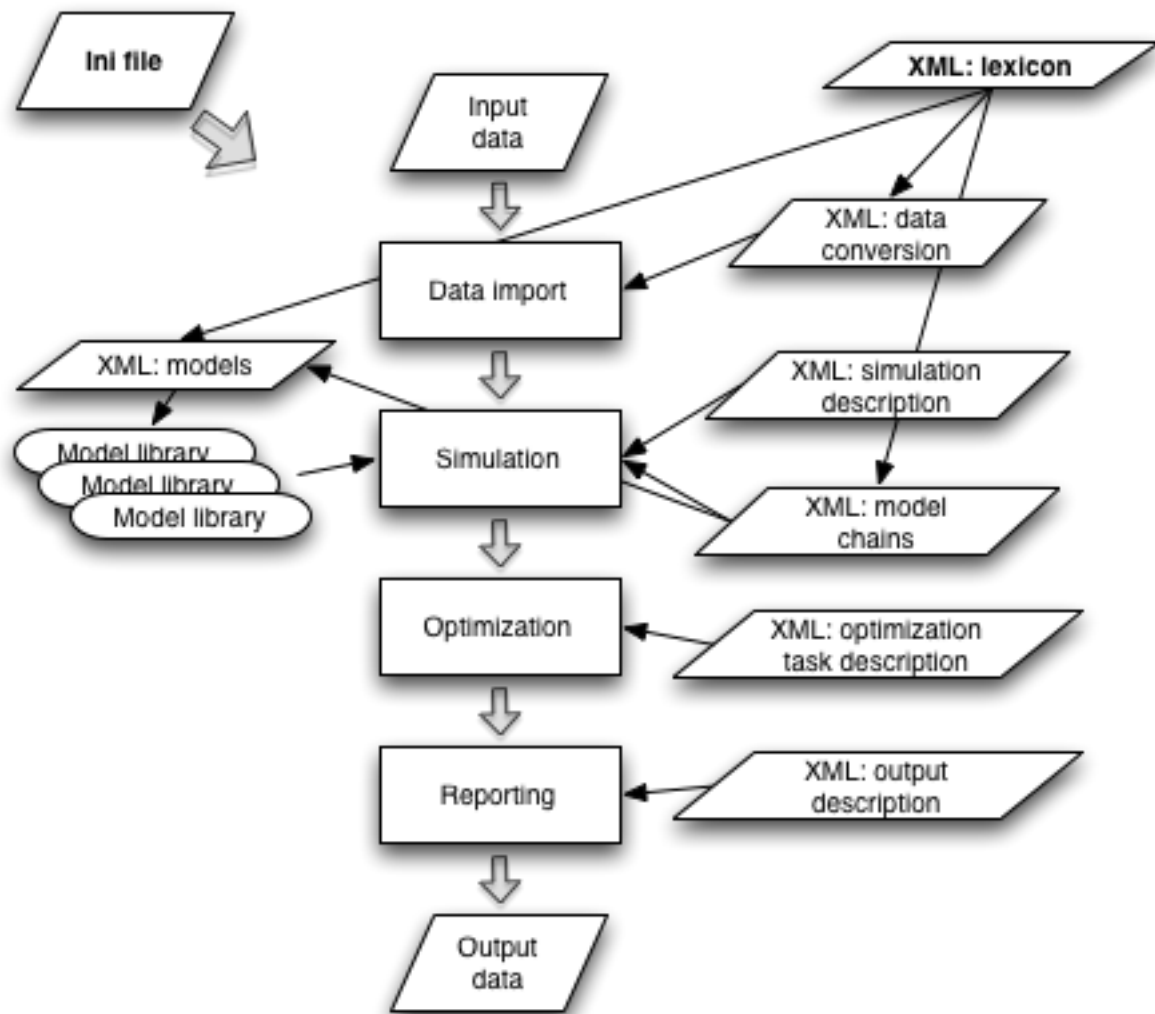 Ini file
XML: lexicon
Input
data
XML: data
conversion
Data import
XML: models
XML: simulation
description
Model library
Model library
Model library
Simulation
XML: model
chains
Optimization
XML: optimization
task description
Reporting
XML: output
description
Output
data